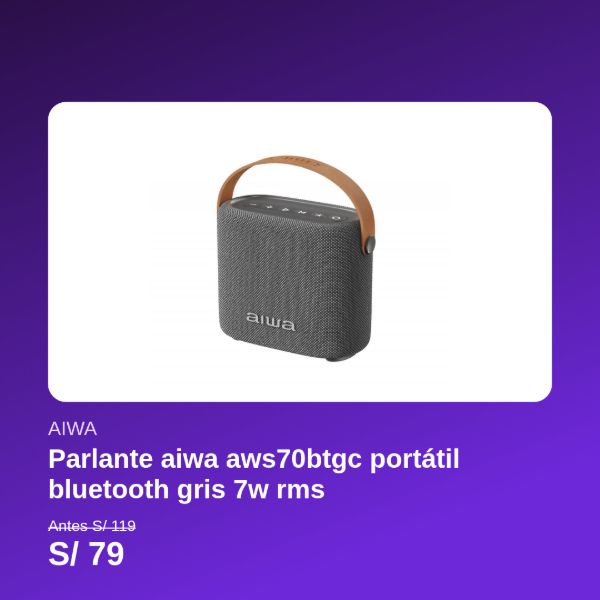 aiwa
AIWA
Parlante aiwa aws70btgc portátil
bluetooth gris 7w rms
Antes S/ 119
S/ 79